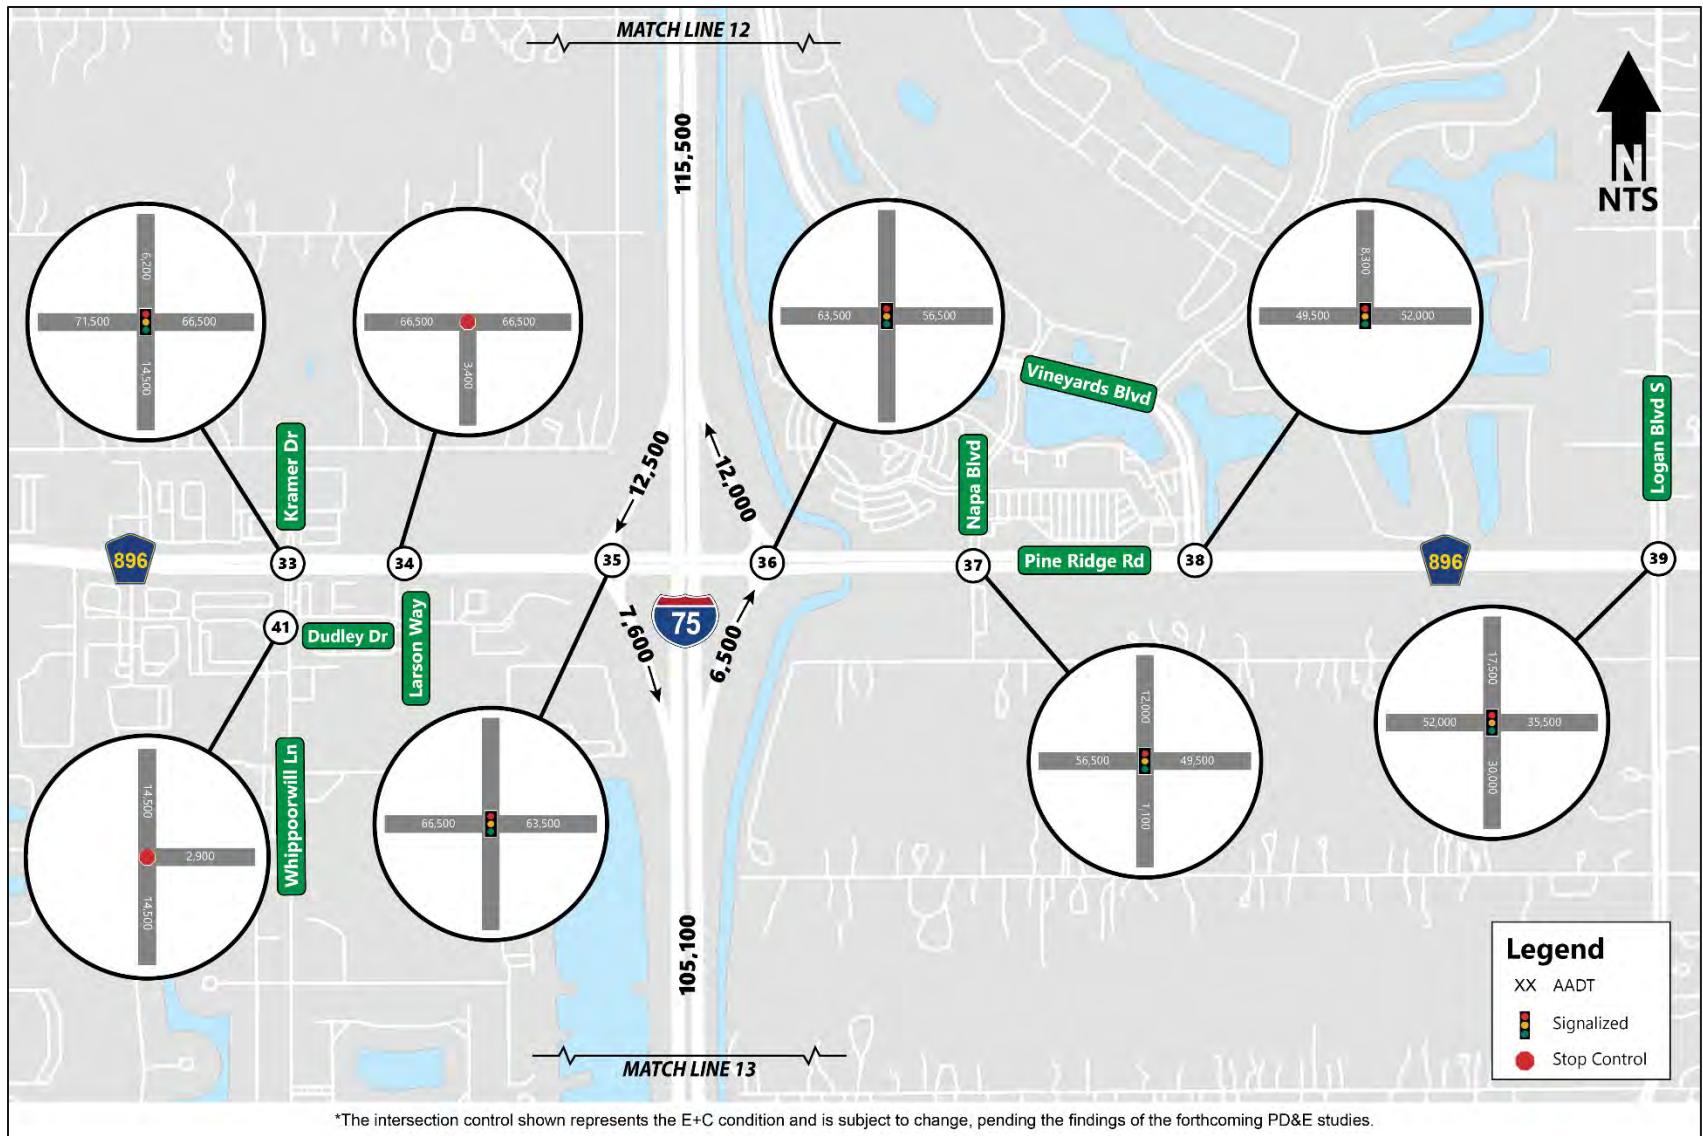 MATCH LINE 12
N
NTS
115,500
6,200
71,500 66,500
14,500
66,500 66,500
3,400
63,500 56,500
8,300
49,500 52,000
Vineyards Blvd
Logan Blvd S
Kramer Dr
Napa Blvd
12,500
12,000
896
33
34
35
36
37
Pine Ridge Rd
38
896
39
41
Dudley Dr
Larson Way
7,600
75
6,500
Whippoorwill Ln
14,500
2,900
14,500
66,500 63,500
12,000
56,500 49,500
1,100
17,500
52,000 35,500
30,000
105,100
MATCH LINE 13
Legend
XX AADT
Signalized
Stop Control
*The intersection control shown represents the E+C condition and is subject to change, pending the findings of the forthcoming PD&E studies.